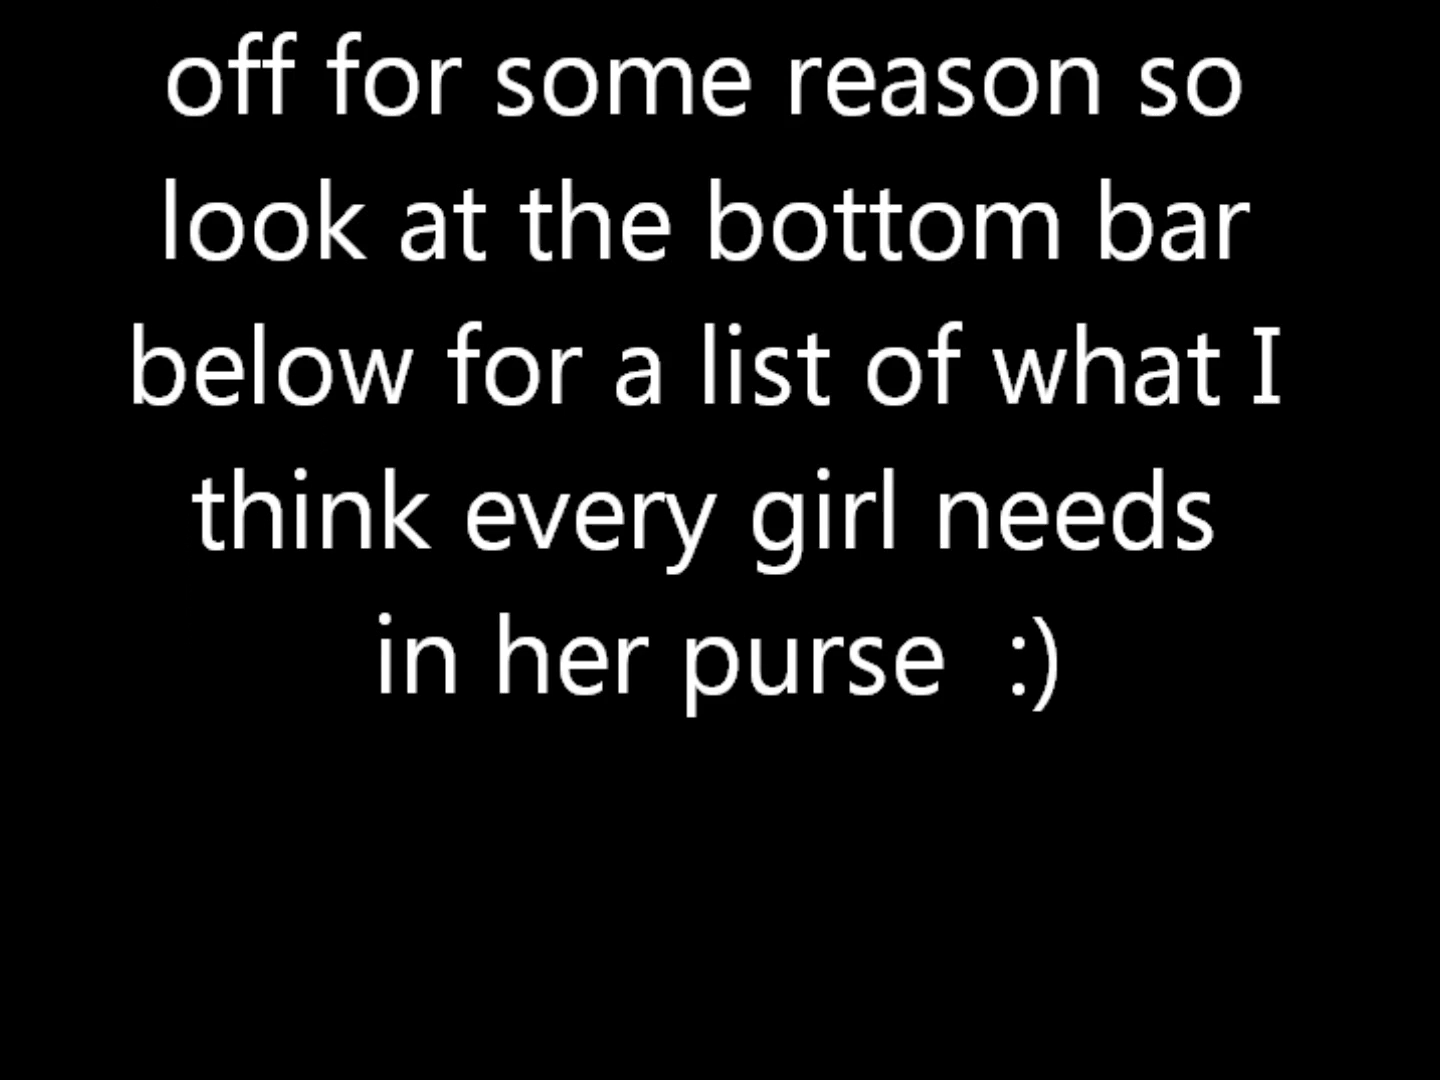 off for some reason so
look at the bottom bar
below for a list of what I
think every girl needs
in her purse  :)